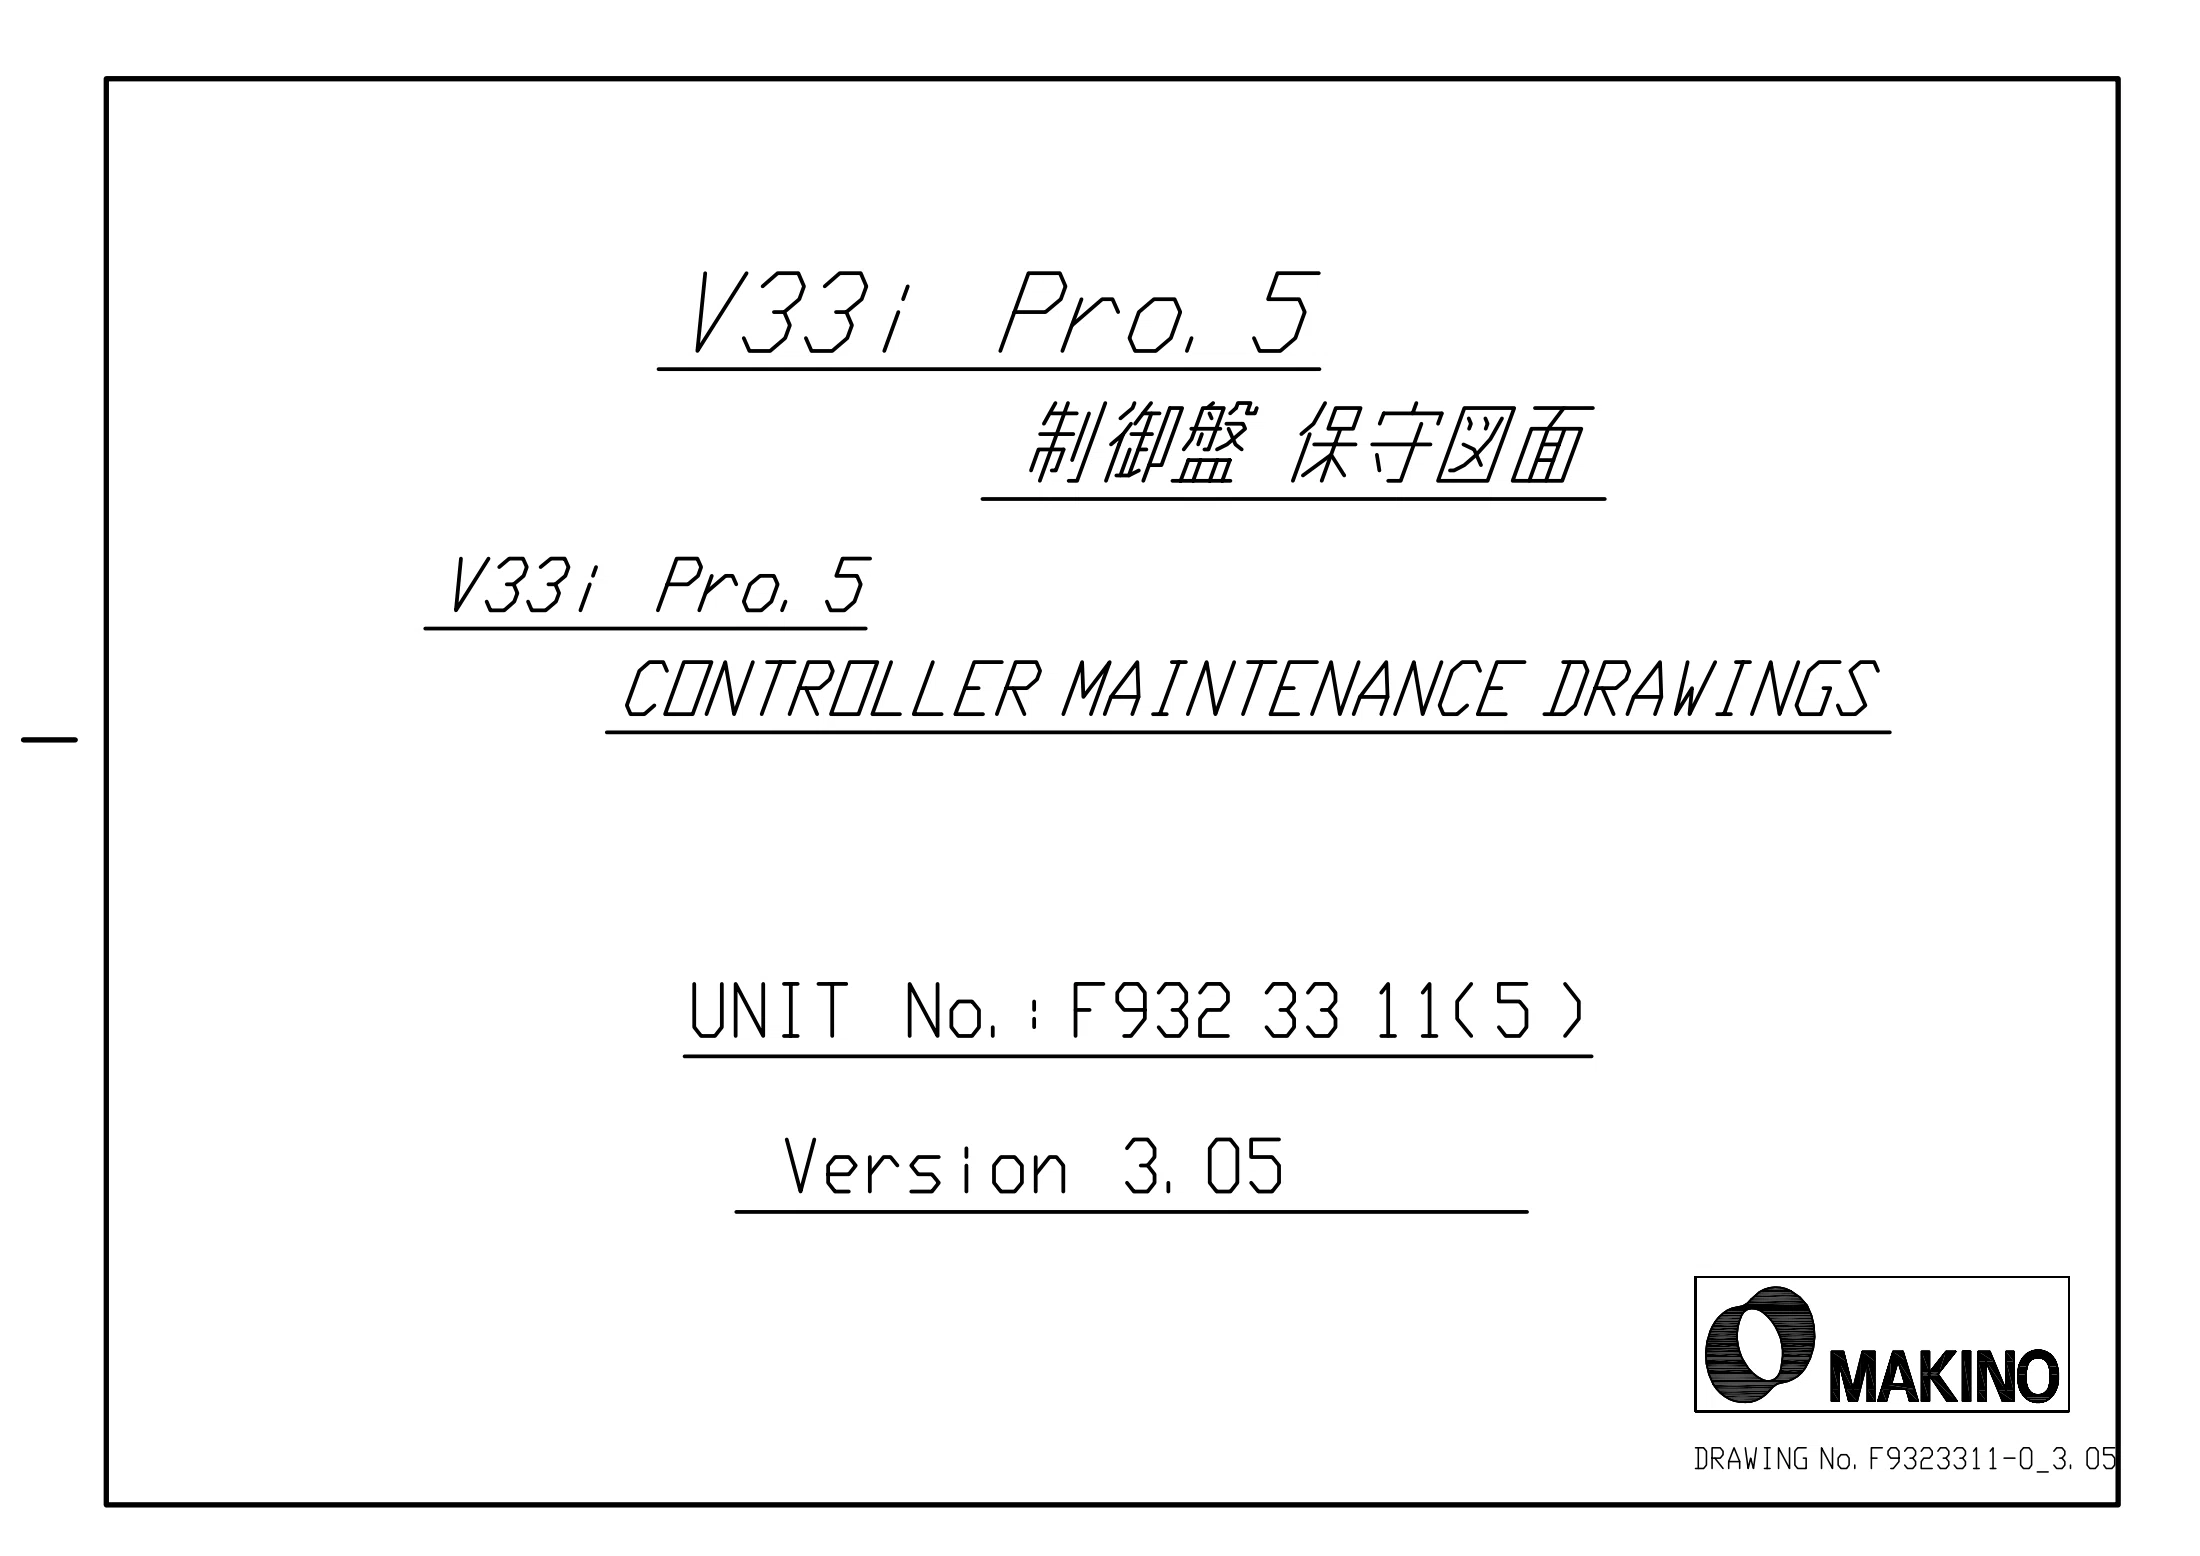 V33i Pro. 5
制御盤 保守図面
V33i Pro. 5
CONTROLLER MAINTENANCE DRAWINGS
UNIT No. : F932 33 11(5 )
Version 3. 05
MAKINO
DRAWING No. F9323311-0_3. 05